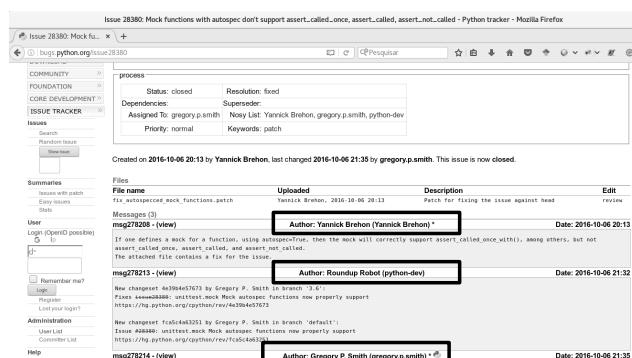 Issue 28380: Mock functions with autospec don't support assert_called_once, assert_called, assert_not_called - Python tracker - Mozilla Firefox
Issue 28380: Mock fu...
bugs.python.org/issue28380
Pesquisar
COMMUNITY
FOUNDATION
CORE DEVELOPMENT
ISSUE TRACKER
Issues
Search
Random Issue
Show issue
Summaries
Issues with patch
Easy issues
Stats
User
Login (OpenID possible)
Remember me?
Login
Register
Lost your login?
Administration
User List
Committer List
Help
process
Status: closed Resolution: fixed
Dependencies: Superseder:
Assigned To: gregory.p.smith Nosy List: Yannick Brehon, gregory.p.smith, python-dev
Priority: normal Keywords: patch
Created on 2016-10-06 20:13 by Yannick Brehon, last changed 2016-10-06 21:35 by gregory.p.smith. This issue is now closed.
Files
File name Uploaded Description Edit
fix_autospecced_mock_functions.patch Yannick Brehon, 2016-10-06 20:13 Patch for fixing the issue against head review
Messages (3)
msg278208 - (view) Author: Yannick Brehon (Yannick Brehon) * Date: 2016-10-06 20:13
If one defines a mock for a function, using autospec=True, then the mock will correctly support assert_called_once_with(), among others, but not
assert_called_once, assert_called, and assert_not_called.
The attached file contains a fix for the issue.
msg278213 - (view) Author: Roundup Robot (python-dev) Date: 2016-10-06 21:32
New changeset 4e39b4e57673 by Gregory P. Smith in branch '3.6':
Fixes issue28380: unittest.mock Mock autospec functions now properly support
https://hg.python.org/cpython/rev/4e39b4e57673
New changeset fca5c4a63251 by Gregory P. Smith in branch 'default':
Issue #28380: unittest.mock Mock autospec functions now properly support
https://hg.python.org/cpython/rev/fca5c4a63251
msg278214 - (view) Author: Gregory P. Smith (gregory.p.smith) * Date: 2016-10-06 21:35